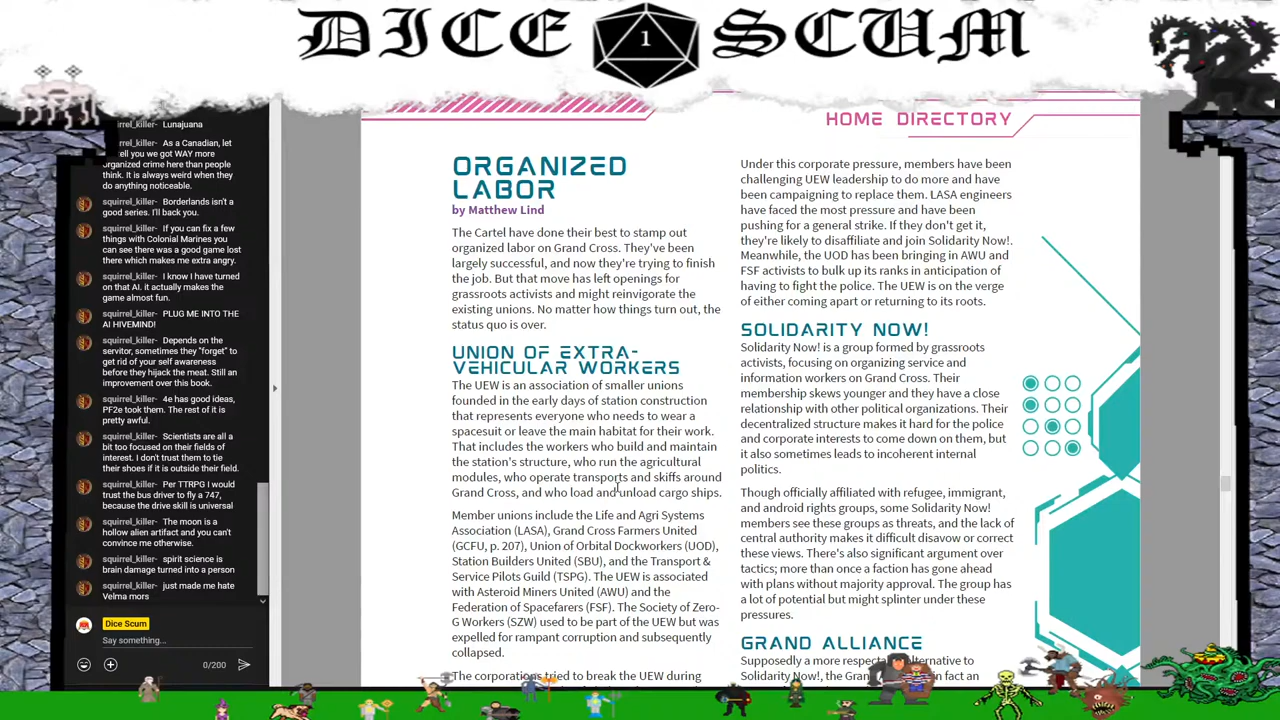 DICE 1 SCUM
squirrel_killer- Lunajuana
As a Canadian, let
tell you we got WAY more
organized crime here than people
think. It is always weird when they
do anything noticeable.
squirrel_killer- Borderlands isn't a
good series. I'll back you.
squirrel_killer- If you can fix a few
things with Colonial Marines you
can see there was a good game lost
there which makes me extra angry.
squirrel_killer- I know I have turned
on that AI. it actually makes the
game almost fun.
squirrel_killer- PLUG ME INTO THE
AI HIVEMIND!
squirrel_killer- Depends on the
servitor, sometimes they "forget" to
get rid of your self awareness
before they hijack the meat. Still an
improvement over this book.
squirrel_killer- 4e has good ideas,
PF2e took them. The rest of it is
pretty awful.
squirrel_killer- Scientists are all a
bit too focused on their fields of
interest. I don't trust them to tie
their shoes if it is outside their field.
squirrel_killer- Per TTRPG I would
trust the bus driver to fly a 747,
because the drive skill is universal
squirrel_killer- The moon is a
hollow alien artifact and you can't
convince me otherwise.
squirrel_killer- spirit science is
brain damage turned into a person
squirrel_killer- just made me hate
Velma mors
Dice Scum
Say something...
0/200
HOME DIRECTORY
ORGANIZED
LABOR
by Matthew Lind
The Cartel have done their best to stamp out
organized labor on Grand Cross. They've been
largely successful, and now they're trying to finish
the job. But that move has left openings for
grassroots activists and might reinvigorate the
existing unions. No matter how things turn out, the
status quo is over.
UNION OF EXTRA-
VEHICULAR WORKERS
The UEW is an association of smaller unions
founded in the early days of station construction
that represents everyone who needs to wear a
spacesuit or leave the main habitat for their work.
That includes the workers who build and maintain
the station's structure, who run the agricultural
modules, who operate transports and skiffs around
Grand Cross, and who load and unload cargo ships.
Member unions include the Life and Agri Systems
Association (LASA), Grand Cross Farmers United
(GCFU, p. 207), Union of Orbital Dockworkers (UOD),
Station Builders United (SBU), and the Transport &
Service Pilots Guild (TSPG). The UEW is associated
with Asteroid Miners United (AWU) and the
Federation of Spacefarers (FSF). The Society of Zero-
G Workers (SZW) used to be part of the UEW but was
expelled for rampant corruption and subsequently
collapsed.
The corporations tried to break the UEW during
Under this corporate pressure, members have been
challenging UEW leadership to do more and have
been campaigning to replace them. LASA engineers
have faced the most pressure and have been
pushing for a general strike. If they don't get it,
they're likely to disaffiliate and join Solidarity Now!.
Meanwhile, the UOD has been bringing in AWU and
FSF activists to bulk up its ranks in anticipation of
having to fight the police. The UEW is on the verge
of either coming apart or returning to its roots.
SOLIDARITY NOW!
Solidarity Now! is a group formed by grassroots
activists, focusing on organizing service and
information workers on Grand Cross. Their
membership skews younger and they have a close
relationship with other political organizations. Their
decentralized structure makes it hard for the police
and corporate interests to come down on them, but
it also sometimes leads to incoherent internal
politics.
Though officially affiliated with refugee, immigrant,
and android rights groups, some Solidarity Now!
members see these groups as threats, and the lack of
central authority makes it difficult disavow or correct
these views. There's also significant argument over
tactics; more than once a faction has gone ahead
with plans without majority approval. The group has
a lot of potential but might splinter under these
pressures.
GRAND ALLIANCE
Supposedly a more respectable alternative to
Solidarity Now!, the Grand in fact an